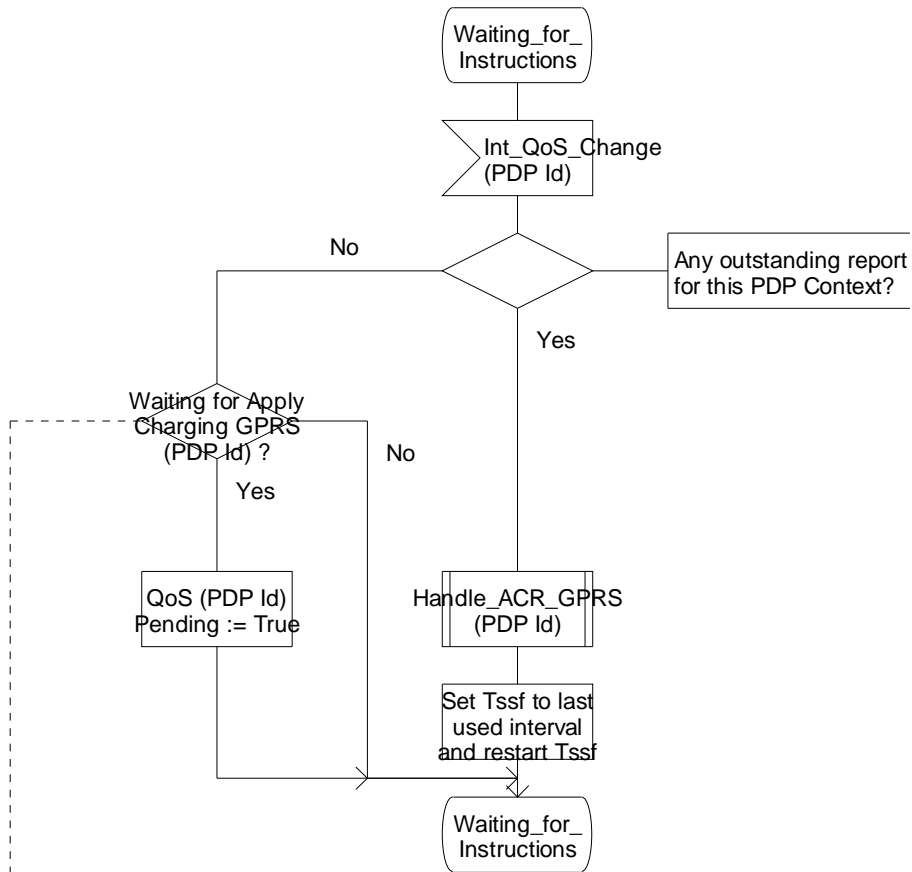 Waiting_for_
Instructions
Int_QoS_Change
(PDP Id)
No
Any outstanding report
for this PDP Context?
Yes
Waiting for Apply
Charging GPRS
(PDP Id) ?
No
Yes
QoS (PDP Id)
Pending := True
Handle_ACR_GPRS
(PDP Id)
Set Tssf to last
used interval
and restart Tssf
Waiting_for_
Instructions